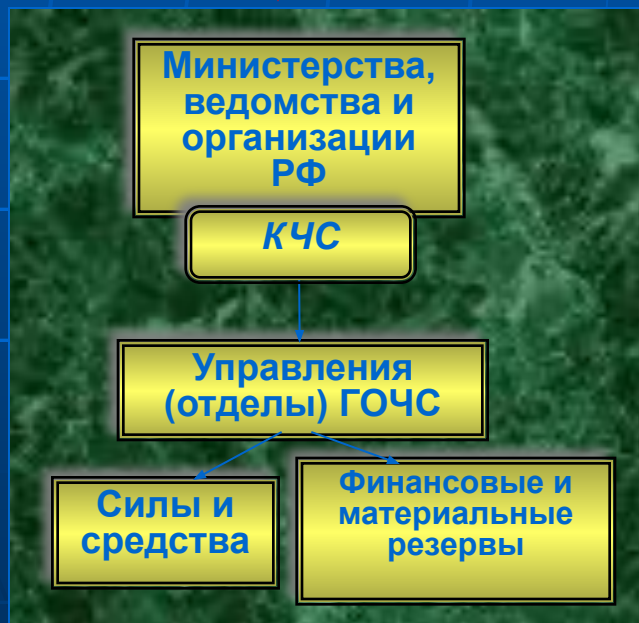 Министерства,
ведомства и
организации
РФ
КЧС
Управления
(отделы) ГОЧС
Силы и
средства
Финансовые и
материальные
резервы